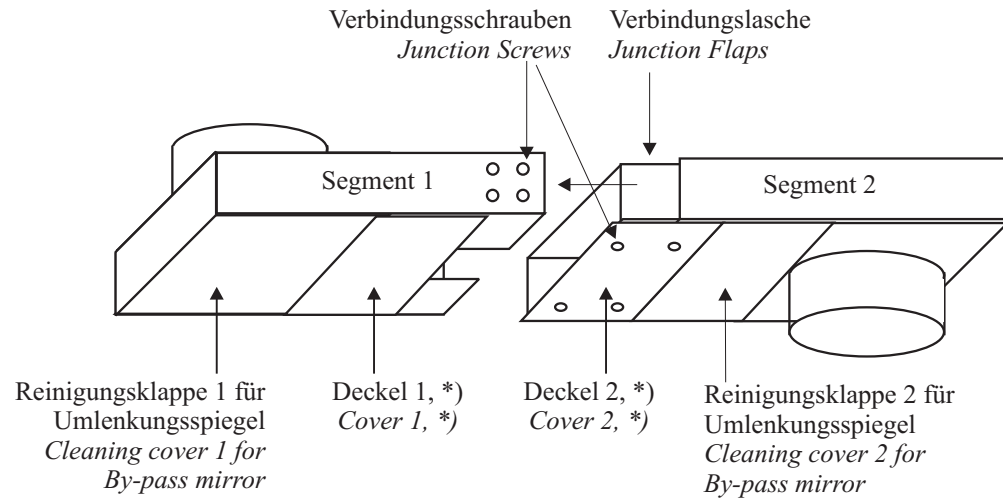 Verbindungsschrauben
Junction Screws
Verbindungslasche
Junction Flaps
Segment 1
Segment 2
Reinigungsklappe 1 für
Umlenkungsspiegel
Cleaning cover 1 for
By-pass mirror
Deckel 1, *)
Cover 1, *)
Deckel 2, *)
Cover 2, *)
Reinigungsklappe 2 für
Umlenkungsspiegel
Cleaning cover 2 for
By-pass mirror